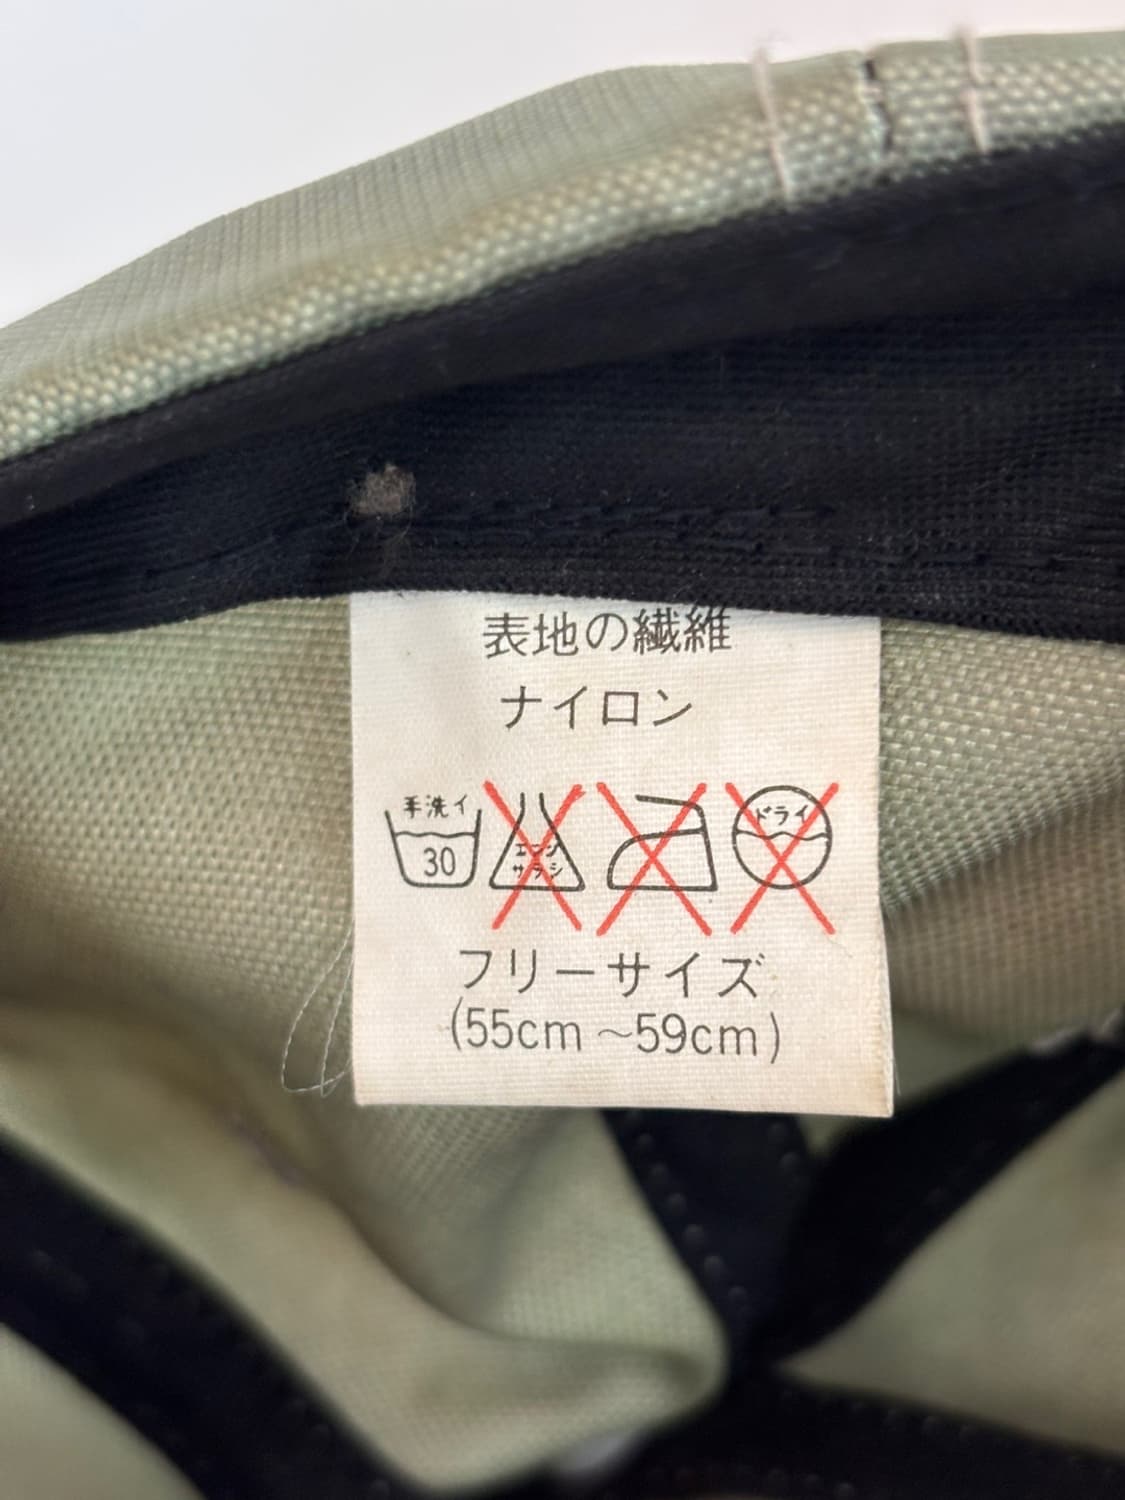 表地の繊維
ナイロン
手洗イ
30
エンソ
サラシ
ドライ
フリーサイズ
(55cm～59cm)